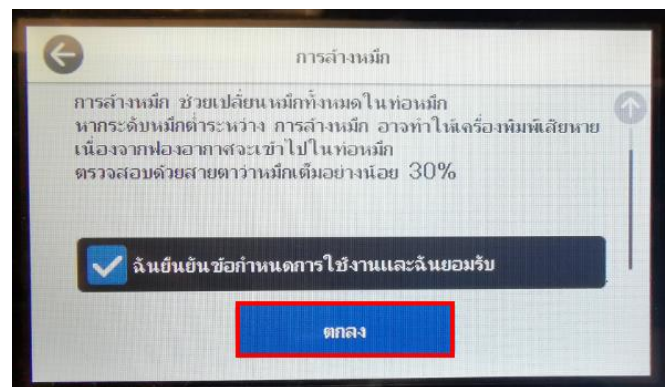 การล้างหมึก
การล้างหมึก ช่วยเปลี่ยนหมึกทั้งหมดในท่อหมึก
หากระดับหมึกต่ำระหว่าง การล้างหมึก อาจทำให้เครื่องพิมพ์เสียหาย
เนื่องจากฟองอากาศจะเข้าไปในท่อหมึก
ตรวจสอบด้วยสายตาว่าหมึกเต็มอย่างน้อย 30%
ฉันยืนยันข้อกำหนดการใช้งานและฉันยอมรับ
ตกลง